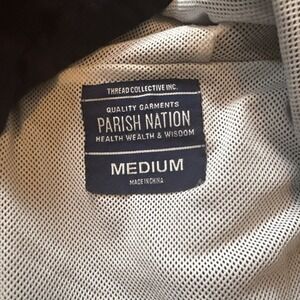 THREAD COLLECTIVE INC.
QUALITY GARMENTS
PARISH NATION
HEALTH WEALTH & WISDOM
MEDIUM
MADE IN CHINA